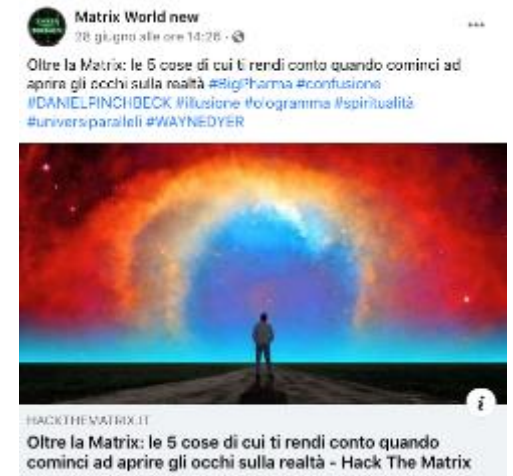 Matrix World new
28 giugno alle ore 14:26 ·
Oltre la Matrix: le 5 cose di cui ti rendi conto quando cominci ad
aprire gli occhi sulla realtà #BigPharma #confusione
#DANIELPINCHBECK #illusione #ologramma #spiritualità
#universiparalleli #WAYNEDYER
HACKTHEMATRIX.IT
Oltre la Matrix: le 5 cose di cui ti rendi conto quando
cominci ad aprire gli occhi sulla realtà - Hack The Matrix